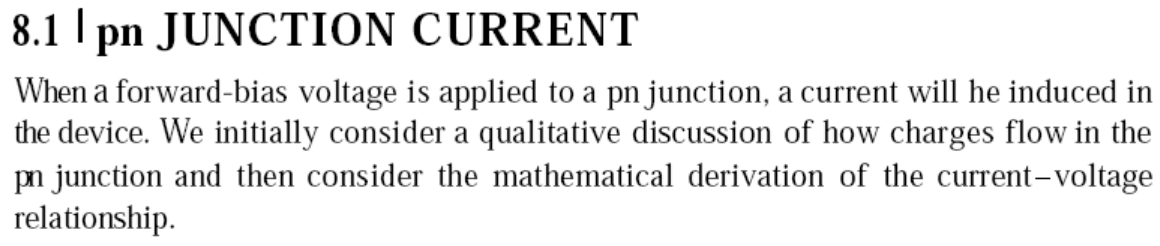 8.1 | pn JUNCTION CURRENT
When a forward-bias voltage is applied to a pn junction, a current will he induced in
the device. We initially consider a qualitative discussion of how charges flow in the
pn junction and then consider the mathematical derivation of the current–voltage
relationship.